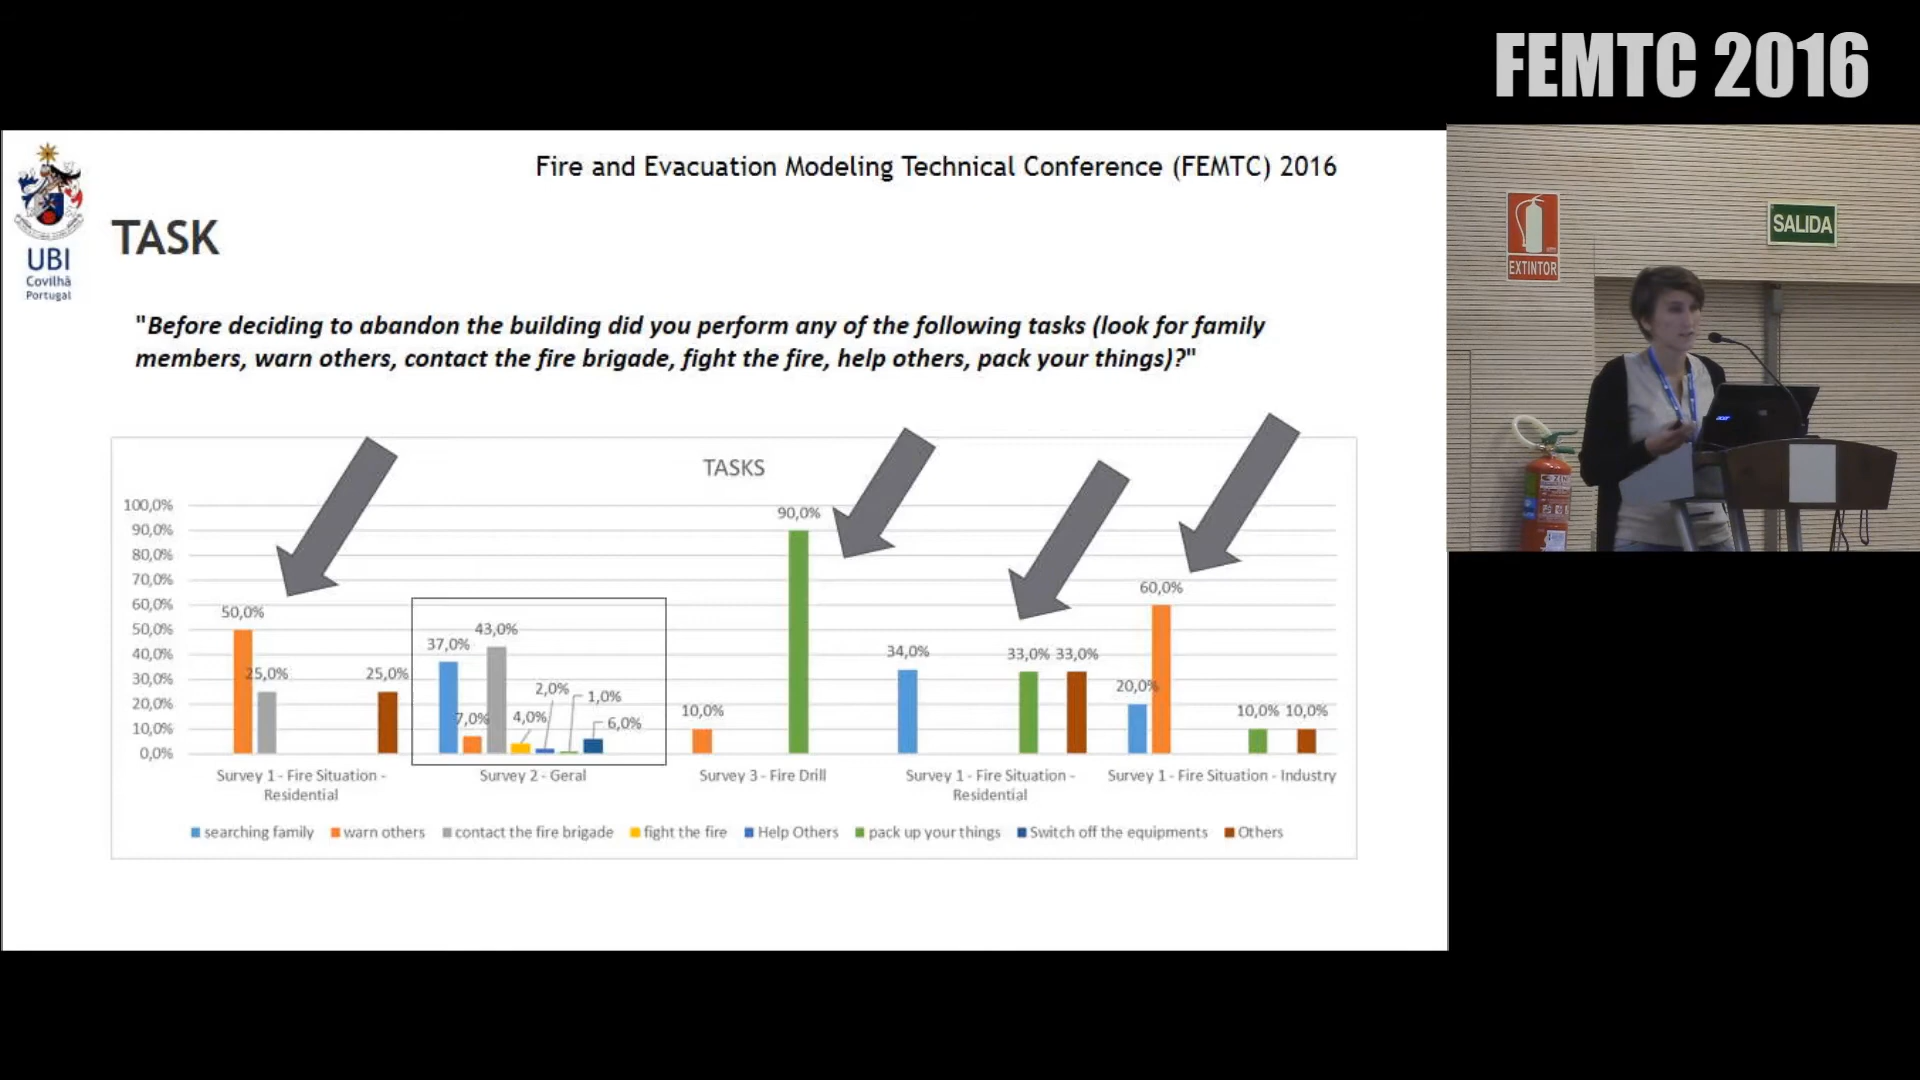 FEMTC 2016
Fire and Evacuation Modeling Technical Conference (FEMTC) 2016
UBI
Covilhã
Portugal
TASK
"Before deciding to abandon the building did you perform any of the following tasks (look for family
members, warn others, contact the fire brigade, fight the fire, help others, pack your things)?"
TASKS
100,0%
90,0%
80,0%
70,0%
60,0%
50,0%
40,0%
30,0%
20,0%
10,0%
0,0%
50,0%
25,0%
25,0%
37,0%
7,0%
43,0%
4,0%
2,0%
1,0%
6,0%
10,0%
90,0%
34,0%
33,0%
33,0%
20,0%
60,0%
10,0%
10,0%
Survey 1 - Fire Situation -
Residential
Survey 2 - Geral
Survey 3 - Fire Drill
Survey 1 - Fire Situation -
Residential
Survey 1 - Fire Situation - Industry
searching family
warn others
contact the fire brigade
fight the fire
Help Others
pack up your things
Switch off the equipments
Others
EXTINTOR
SALIDA
acer